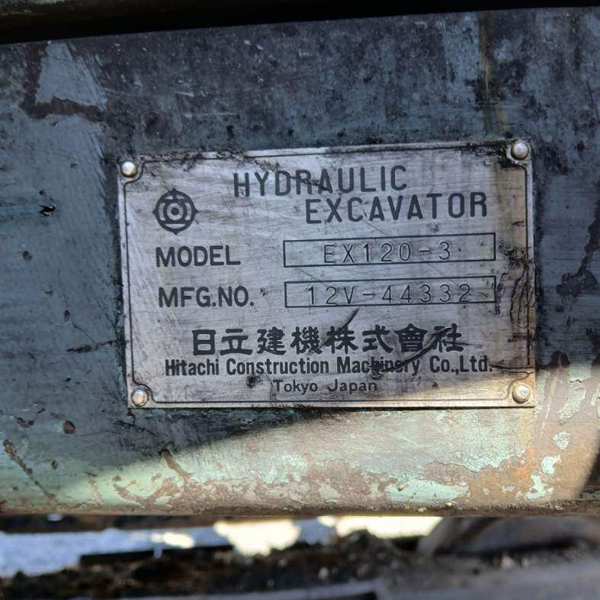 HYDRAULIC
EXCAVATOR
MODEL EX120-3
MFG.NO. 12V-44332
日立建機株式會社
Hitachi Construction Machinery Co.,Ltd.
Tokyo Japan